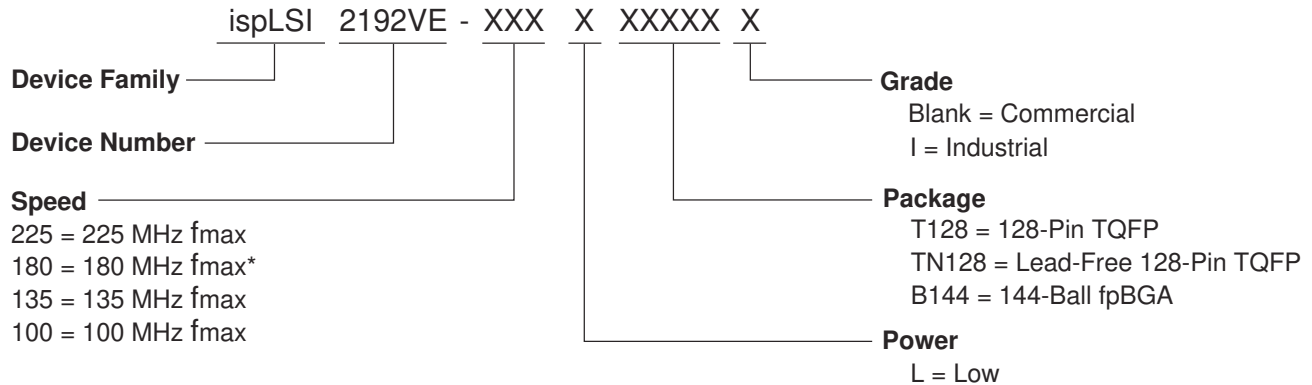 ispLSI 2192VE - XXX X XXXXX X
Device Family
Device Number
Speed
225 = 225 MHz fmax
180 = 180 MHz fmax*
135 = 135 MHz fmax
100 = 100 MHz fmax
Grade
Blank = Commercial
I = Industrial
Package
T128 = 128-Pin TQFP
TN128 = Lead-Free 128-Pin TQFP
B144 = 144-Ball fpBGA
Power
L = Low